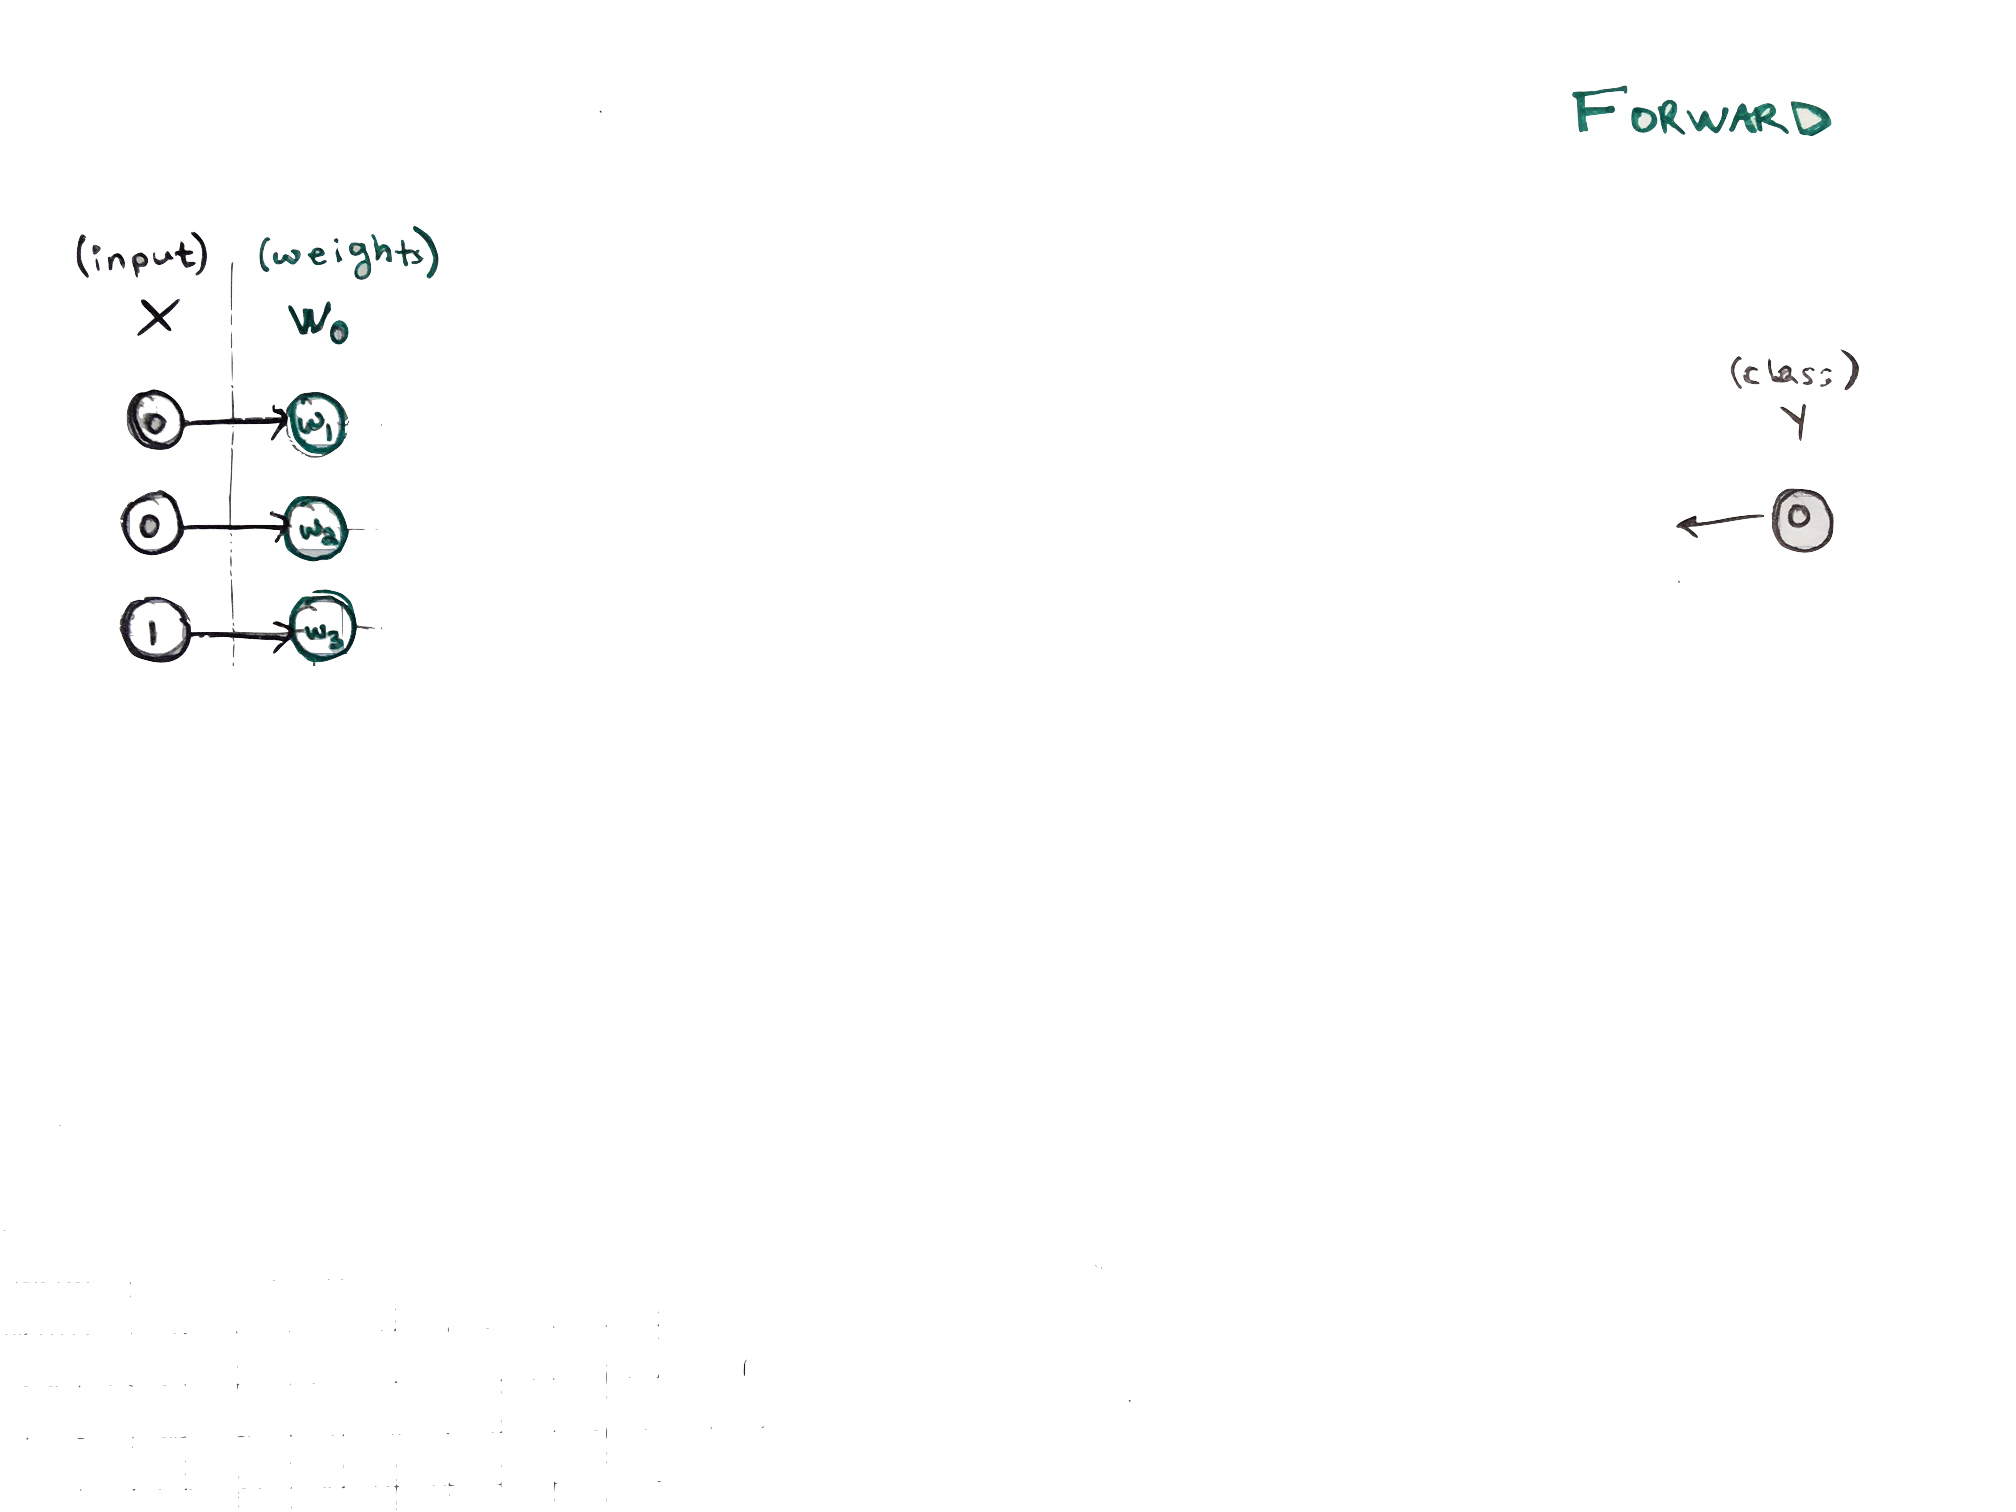 FORWARD
(input) (weights)
X W0
(class)
Y
0 w1
0 w2 0
1 w3